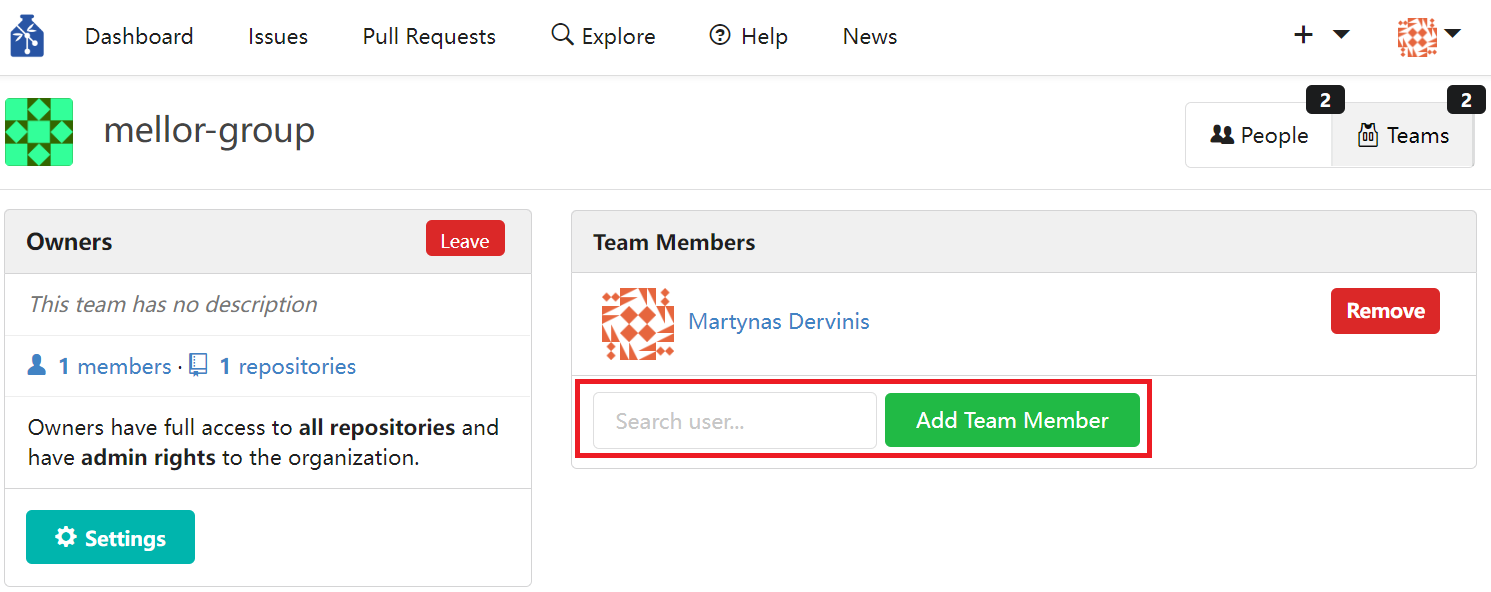 Dashboard Issues Pull Requests Explore Help News
mellor-group
People 2
Teams 2
Owners Leave
This team has no description
1 members · 1 repositories
Owners have full access to all repositories and
have admin rights to the organization.
Settings
Team Members
Martynas Dervinis Remove
Search user... Add Team Member